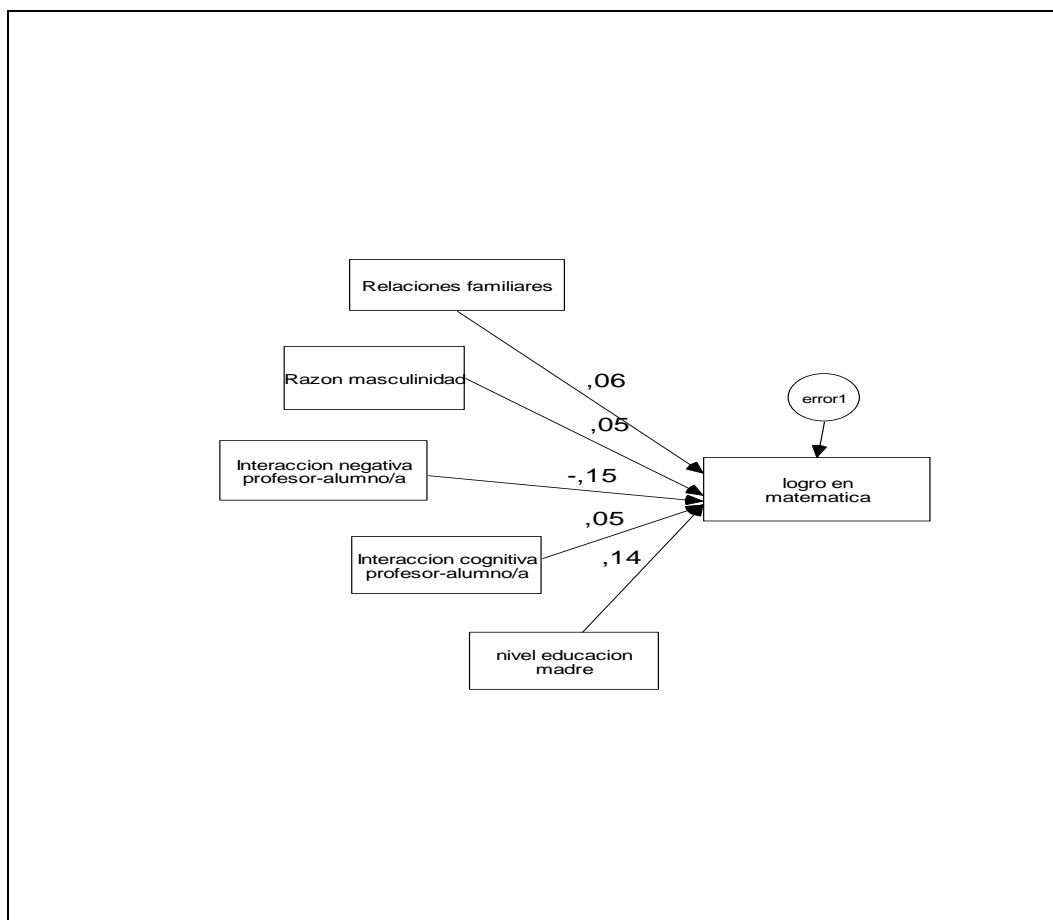 Relaciones familiares
Razon masculinidad
,06
error1
,05
Interaccion negativa
profesor-alumno/a
-,15
logro en
matematica
,05
Interaccion cognitiva
profesor-alumno/a
,14
nivel educacion
madre